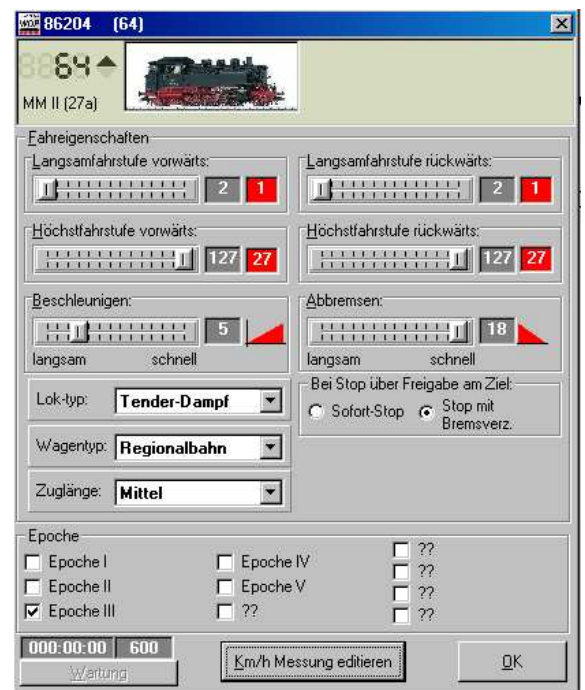 WDP 86204 (64)
64
MM II (27a)
Fahreigenschaften
Langsamfahrstufe vorwärts:
2 1
Langsamfahrstufe rückwärts:
2 1
Höchstfahrstufe vorwärts:
127 27
Höchstfahrstufe rückwärts:
127 27
Beschleunigen:
5
langsam schnell
Abbremsen:
18
langsam schnell
Lok-typ: Tender-Dampf
Wagentyp: Regionalbahn
Zuglänge: Mittel
Bei Stop über Freigabe am Ziel:
Sofort-Stop
Stop mit
Bremsverz.
Epoche
Epoche I
Epoche II
Epoche III
Epoche IV
Epoche V
??
??
??
??
??
000:00:00 600
Wartung
Km/h Messung editieren
OK